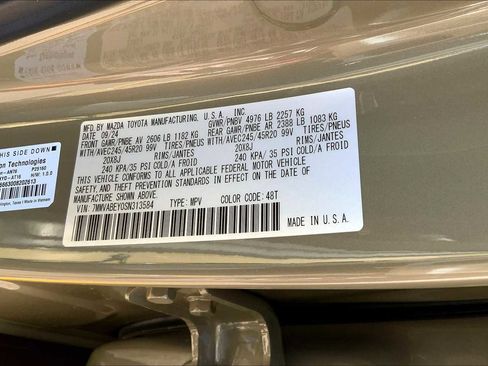 MFD. BY MAZDA TOYOTA MANUFACTURING, U.S.A., INC.
09/24 GVWR/PNBV 4976 LB 2257 KG
FRONT GAWR/PNBE AV 2606 LB 1182 KG REAR GAWR/PNBE AR 2388 LB 1083 KG
WITH/AVEC245/45R20 99V TIRES/PNEUS WITH/AVEC245/45R20 99V TIRES/PNEUS
20X8J RIMS/JANTES 20X8J RIMS/JANTES
240 KPA/35 PSI COLD/A FROID 240 KPA/35 PSI COLD/A FROID
THIS VEHICLE CONFORMS TO ALL APPLICABLE FEDERAL MOTOR VEHICLE
SAFETY AND THEFT PREVENTION STANDARDS IN EFFECT ON THE DATE OF
MANUFACTURE SHOWN ABOVE.
VIN: 7MMVABEY0SN313584 TYPE: MPV COLOR: 48T
MADE IN U.S.A.
THIS SIDE DOWN
on Technologies